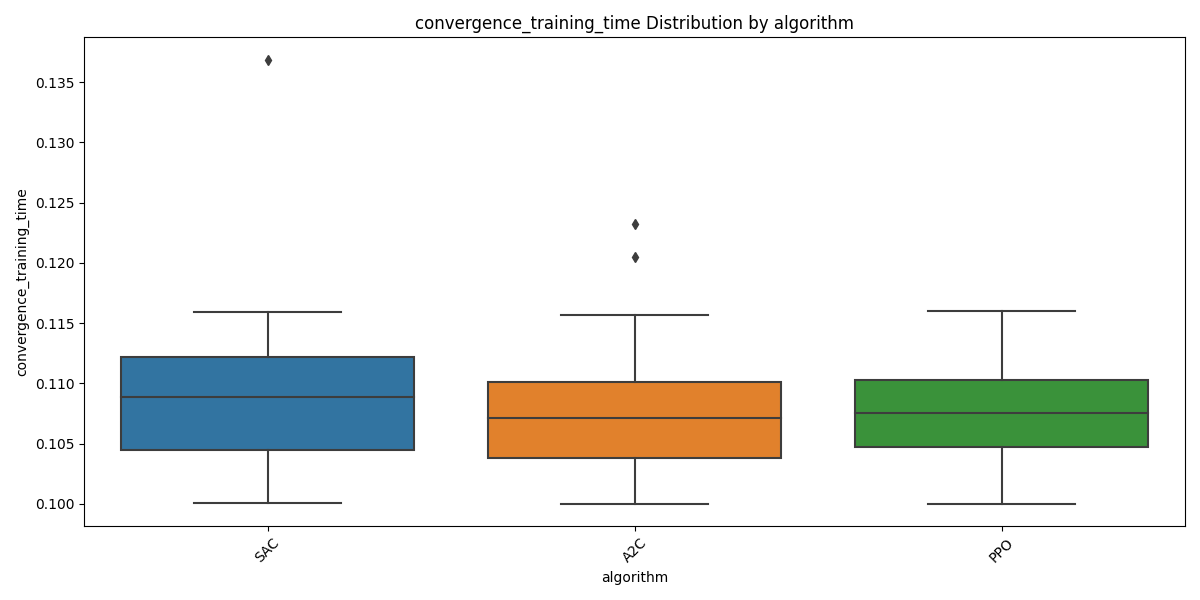 convergence_training_time Distribution by algorithm
convergence_training_time
0.135
0.130
0.125
0.120
0.115
0.110
0.105
0.100
SAC
A2C
PPO
algorithm